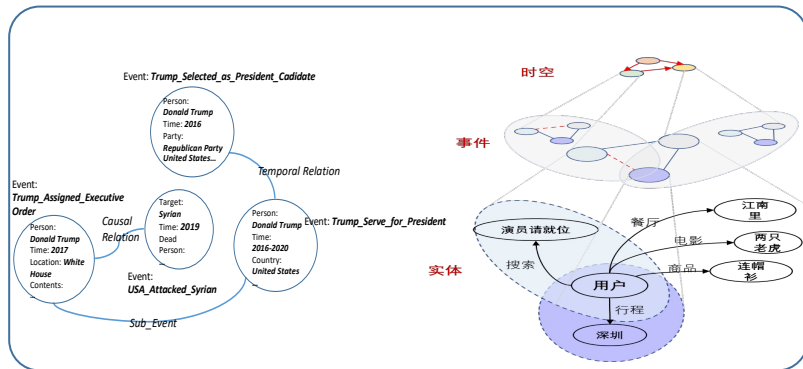 Event: Trump_Selected_as_President_Cadidate
Person:
Donald Trump
Time: 2016
Party:
Republican Party
United States...
Temporal Relation
Event:
Trump_Assigned_Executive
Order
Person:
Donald Trump
Time: 2017
Location: White
House
Contents:
…
Causal
Relation
Target:
Syrian
Time: 2019
Dead
Person:
…
Event:
USA_Attacked_Syrian
Person:
Donald Trump
Time:
2016-2020
Country:
United States
…
Event: Trump_Serve_for_President
Sub_Event
时空
事件
实体
演员请就位
搜索
用户
餐厅
江南
里
电影
两只
老虎
商品
连帽
衫
行程
深圳